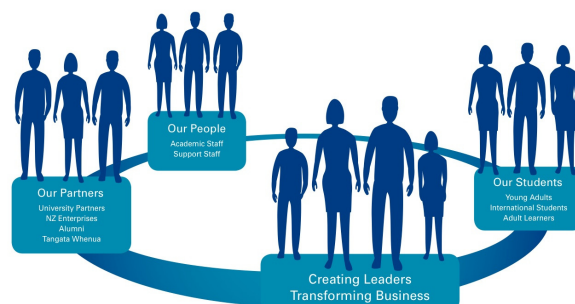 Our People
Academic Staff
Support Staff
Our Partners
University Partners
NZ Enterprises
Alumni
Tangata Whenua
Our Students
Young Adults
International Students
Adult Learners
Creating Leaders
Transforming Business